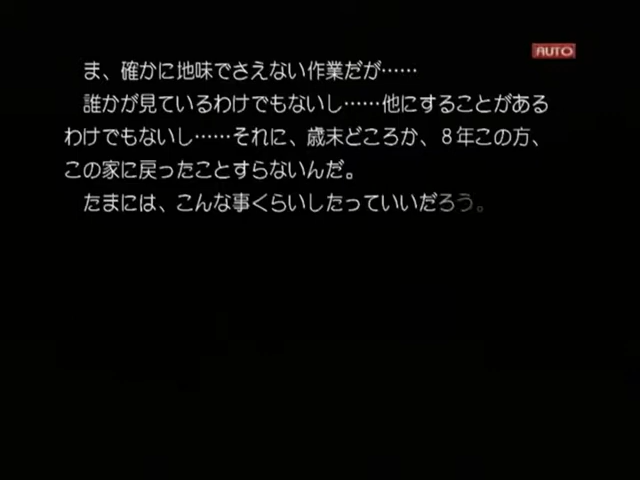 AUTO
ま、確かに地味でさえない作業だが……
誰かが見ているわけでもないし……他にすることがある
わけでもないし……それに、歳末どころか、８年この方、
この家に戻ったことすらないんだ。
たまには、こんな事くらいしたっていいだろう。